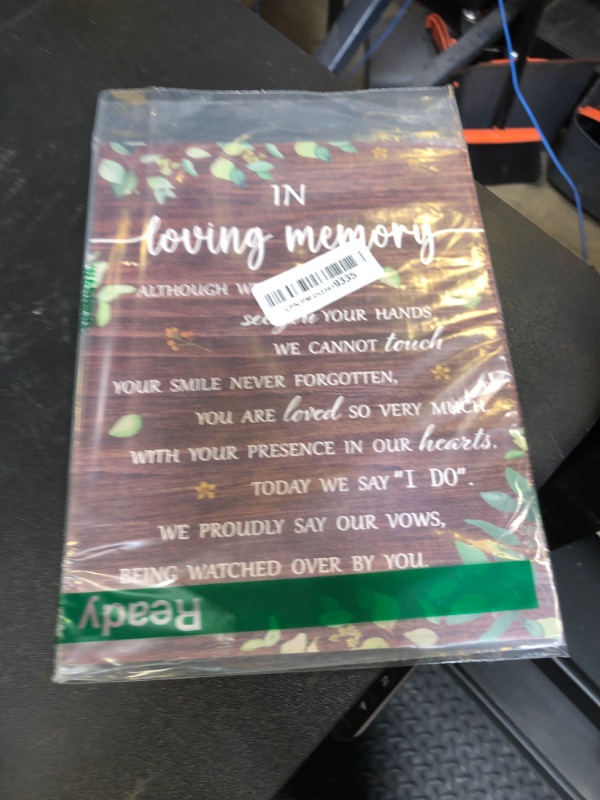 IN
loving memory
ALTHOUGH
see you YOUR HANDS
WE CANNOT touch
YOUR SMILE NEVER FORGOTTEN,
YOU ARE loved SO VERY MUCH,
WITH YOUR PRESENCE IN OUR hearts.
TODAY WE SAY "I DO".
WE PROUDLY SAY OUR VOWS,
BEING WATCHED OVER BY YOU.
Ready